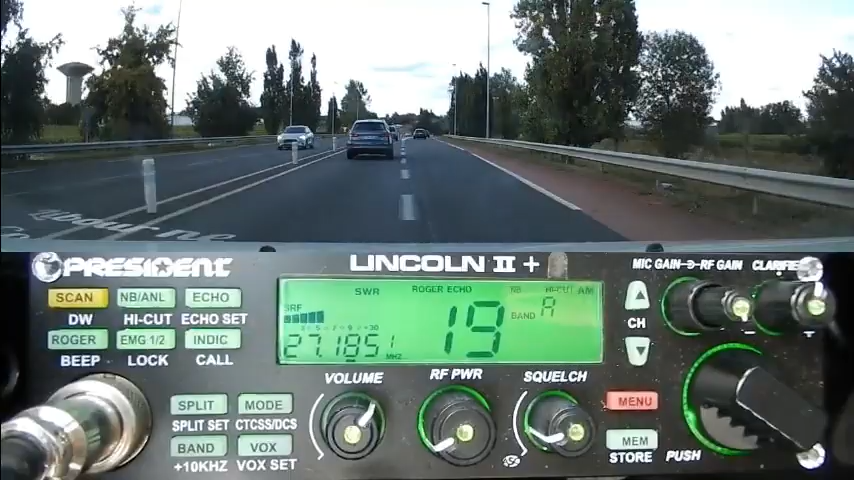 PRESIDENT
LINCOLN II +
MIC GAIN RF GAIN CLARIFIER
SCAN NB/ANL ECHO
DW HI-CUT ECHO SET
ROGER EMG 1/2 INDIC
BEEP LOCK CALL
SWR ROGER ECHO NB HI-CUT AM
SRF
27.1851 MHZ
19
BAND A
CH
VOLUME RF PWR SQUELCH
SPLIT MODE
SPLIT SET CTCSS/DCS
BAND VOX
+10KHZ VOX SET
MENU
MEM
STORE PUSH
ASC